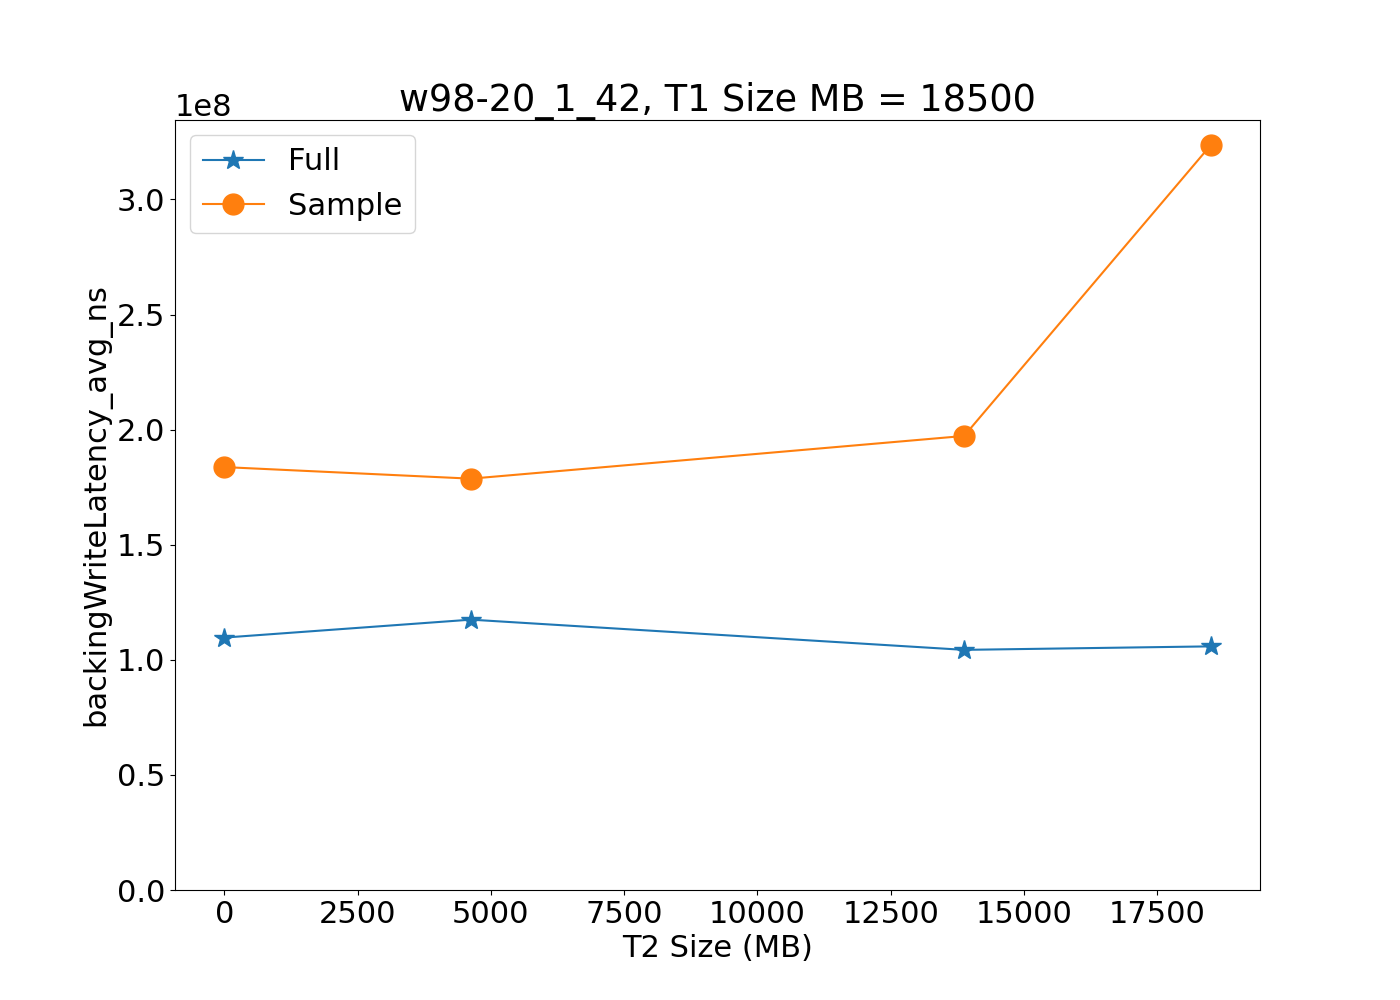 w98-20_1_42, T1 Size MB = 18500
1e8
Full
Sample
3.0
2.5
2.0
1.5
1.0
0.5
0.0
backingWriteLatency_avg_ns
0 2500 5000 7500 10000 12500 15000 17500
T2 Size (MB)